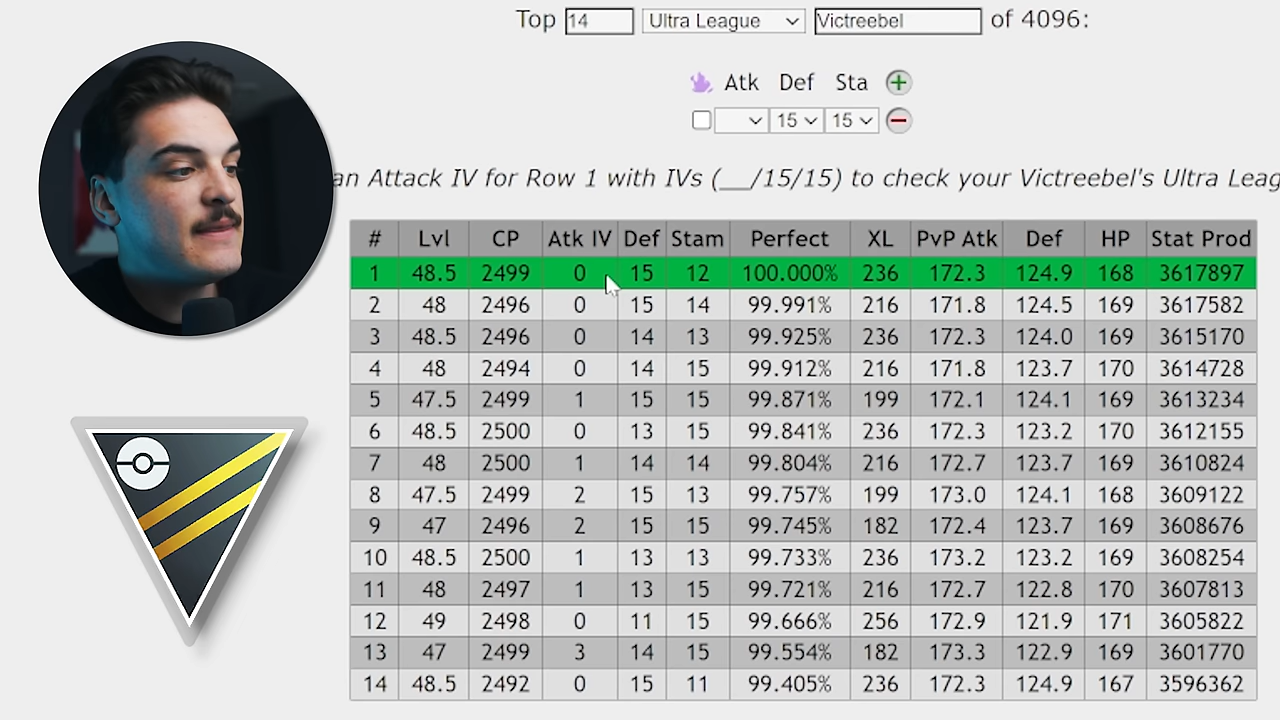 Top 14 Ultra League Victreebel of 4096:
Atk Def Sta
15 15
an Attack IV for Row 1 with IVs (__/15/15) to check your Victreebel's Ultra Leag
# Lvl CP Atk IV Def Stam Perfect XL PvP Atk Def HP Stat Prod
1 48.5 2499 0 15 12 100.000% 236 172.3 124.9 168 3617897
2 48 2496 0 15 14 99.991% 216 171.8 124.5 169 3617582
3 48.5 2496 0 14 13 99.925% 236 172.3 124.0 169 3615170
4 48 2494 0 14 15 99.912% 216 171.8 123.7 170 3614728
5 47.5 2499 1 15 15 99.871% 199 172.1 124.1 169 3613234
6 48.5 2500 0 13 15 99.841% 236 172.3 123.2 170 3612155
7 48 2500 1 14 14 99.804% 216 172.7 123.7 169 3610824
8 47.5 2499 2 15 13 99.757% 199 173.0 124.1 168 3609122
9 47 2496 2 15 15 99.745% 182 172.4 123.7 169 3608676
10 48.5 2500 1 13 13 99.733% 236 173.2 123.2 169 3608254
11 48 2497 1 13 15 99.721% 216 172.7 122.8 170 3607813
12 49 2498 0 11 15 99.666% 256 172.9 121.9 171 3605822
13 47 2499 3 14 15 99.554% 182 173.3 122.9 169 3601770
14 48.5 2492 0 15 11 99.405% 236 172.3 124.9 167 3596362